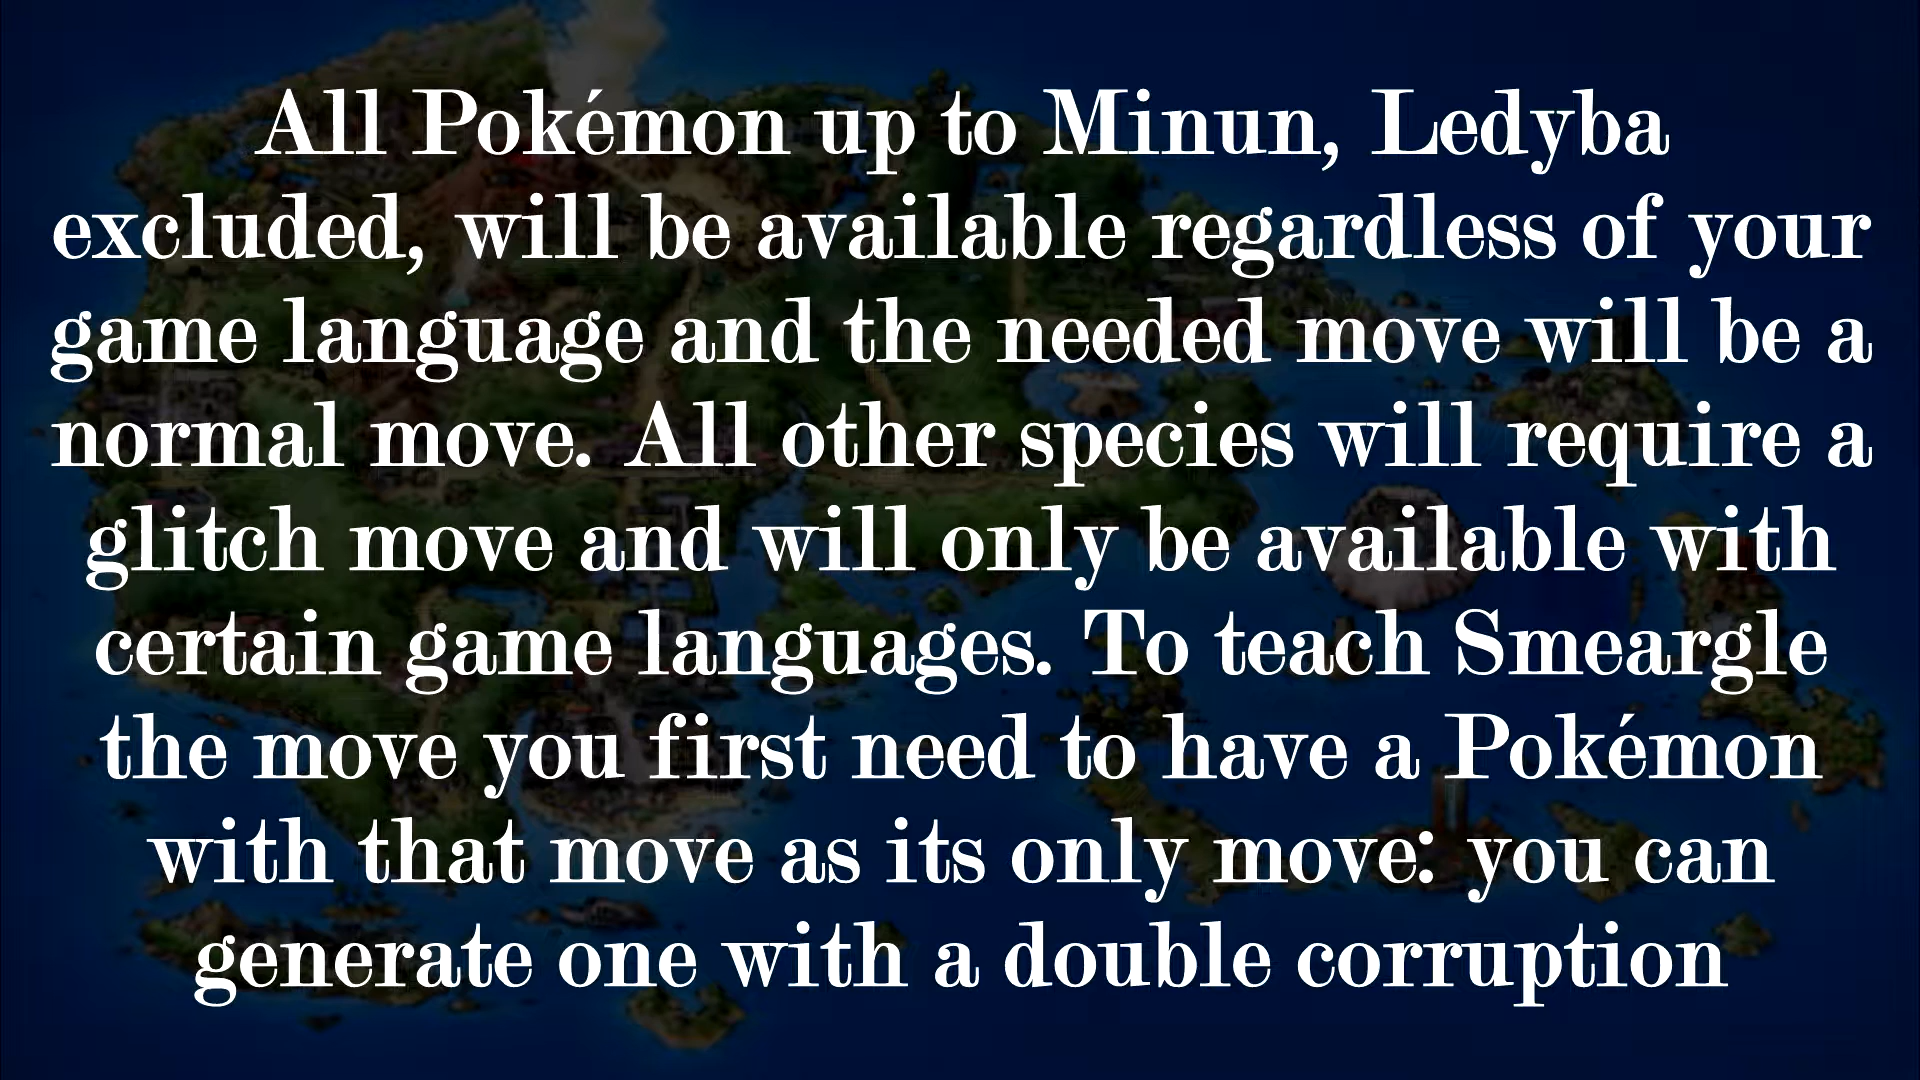 All Pokémon up to Minun, Ledyba
excluded, will be available regardless of your
game language and the needed move will be a
normal move. All other species will require a
glitch move and will only be available with
certain game languages. To teach Smeargle
the move you first need to have a Pokémon
with that move as its only move: you can
generate one with a double corruption